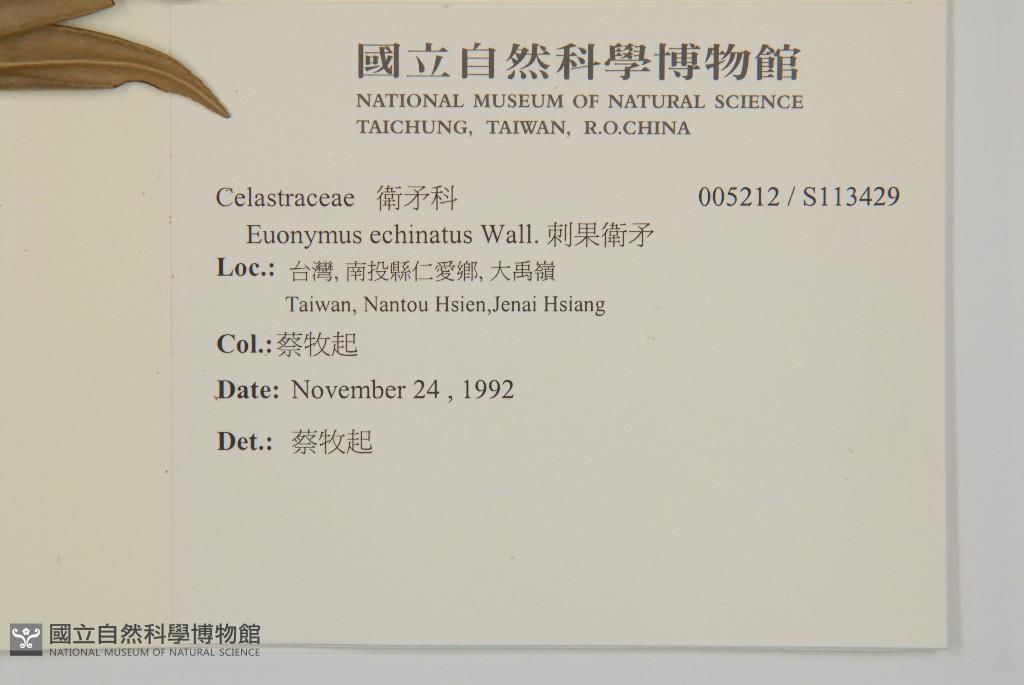 國立自然科學博物館
NATIONAL MUSEUM OF NATURAL SCIENCE
TAICHUNG, TAIWAN, R.O.CHINA
Celastraceae 衛矛科 005212 / S113429
Euonymus echinatus Wall. 刺果衛矛
Loc.: 台灣, 南投縣仁愛鄉, 大禹嶺
Taiwan, Nantou Hsien,Jenai Hsiang
Col.: 蔡牧起
Date: November 24 , 1992
Det.: 蔡牧起
國立自然科學博物館
NATIONAL MUSEUM OF NATURAL SCIENCE